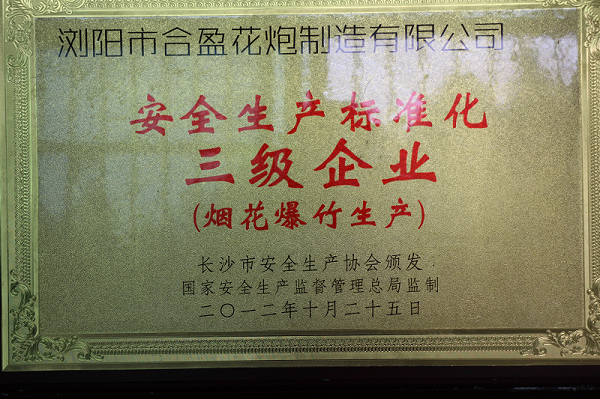 浏阳市合盈花炮制造有限公司
安全生产标准化
三级企业
(烟花爆竹生产)
长沙市安全生产协会颁发
国家安全生产监督管理总局监制
二〇一二年十月二十五日